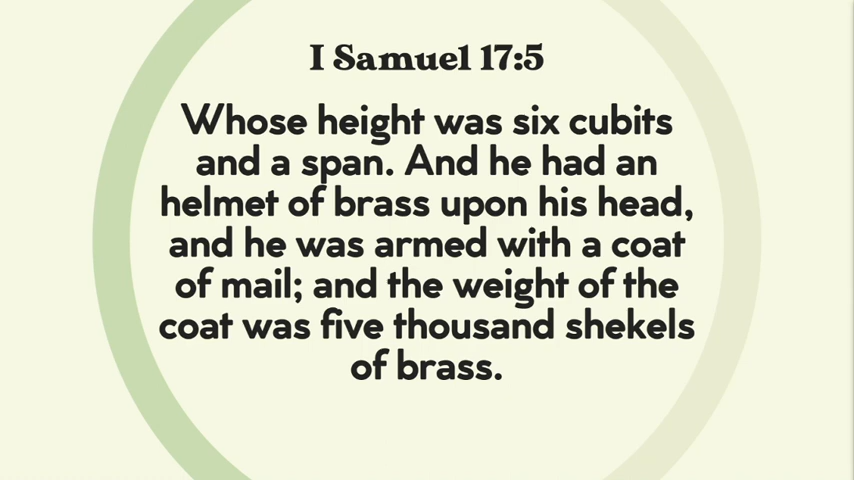 I Samuel 17:5
Whose height was six cubits
and a span. And he had an
helmet of brass upon his head,
and he was armed with a coat
of mail; and the weight of the
coat was five thousand shekels
of brass.